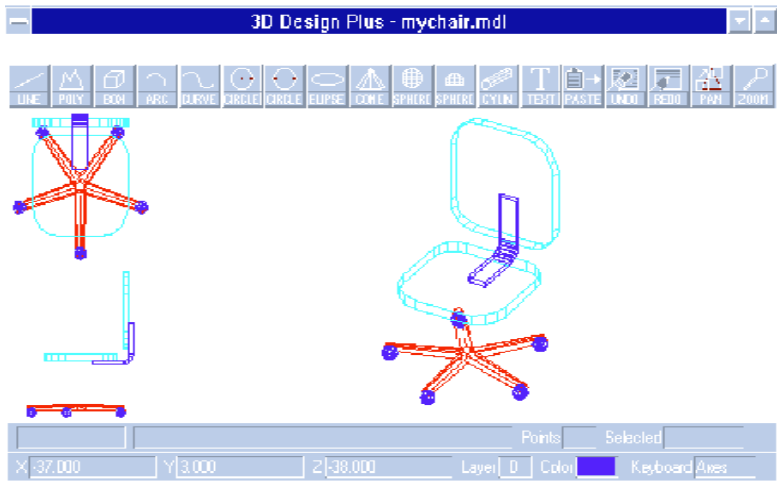 3D Design Plus - mychair.mdl
LINE POLY BOX ARC CURVE CIRCLE CIRCLE ELIPSE CONE SPHERE SPHERE CYLIN TEXT PASTE UNDO REDO PAN ZOOM
Points Selected
X -37.000 Y 3.000 Z -38.000 Layer 0 Color Keyboard Axes